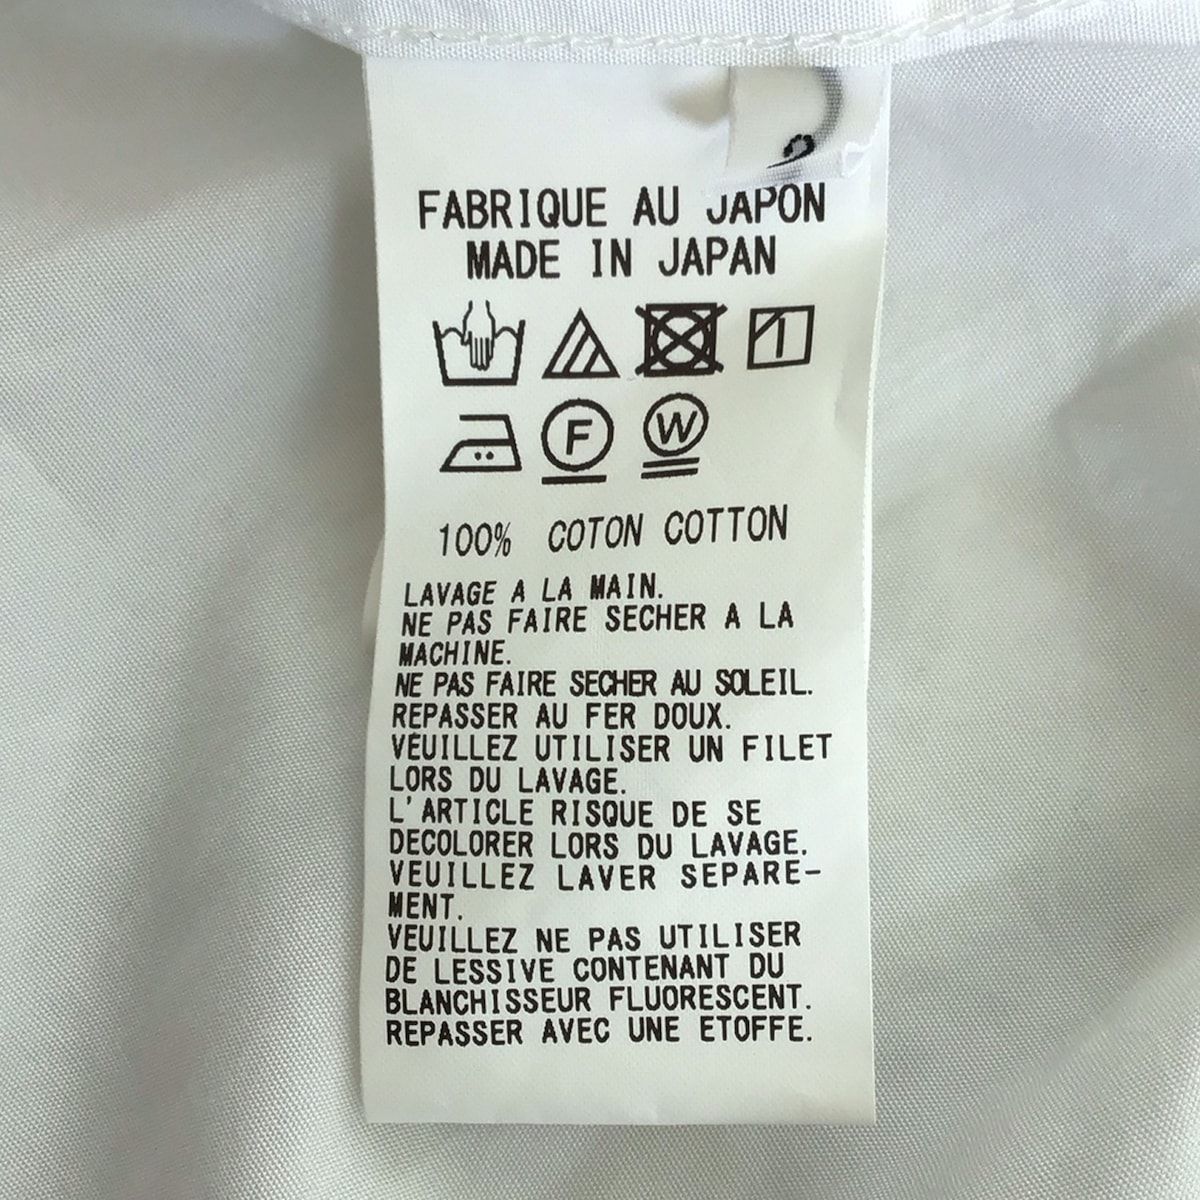 FABRIQUE AU JAPON
MADE IN JAPAN
F W
100% COTON COTTON
LAVAGE A LA MAIN.
NE PAS FAIRE SECHER A LA
MACHINE.
NE PAS FAIRE SECHER AU SOLEIL.
REPASSER AU FER DOUX.
VEUILLEZ UTILISER UN FILET
LORS DU LAVAGE.
L'ARTICLE RISQUE DE SE
DECOLORER LORS DU LAVAGE.
VEUILLEZ LAVER SEPARE-
MENT.
VEUILLEZ NE PAS UTILISER
DE LESSIVE CONTENANT DU
BLANCHISSEUR FLUORESCENT.
REPASSER AVEC UNE ETOFFE.